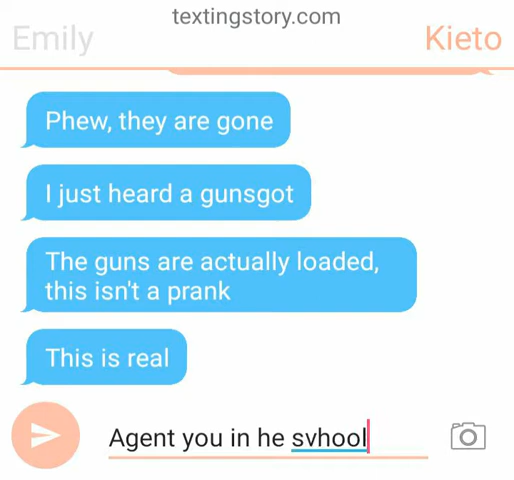 textingstory.com
Emily
Kieto
Phew, they are gone
I just heard a gunsgot
The guns are actually loaded,
this isn't a prank
This is real
Agent you in he svhool